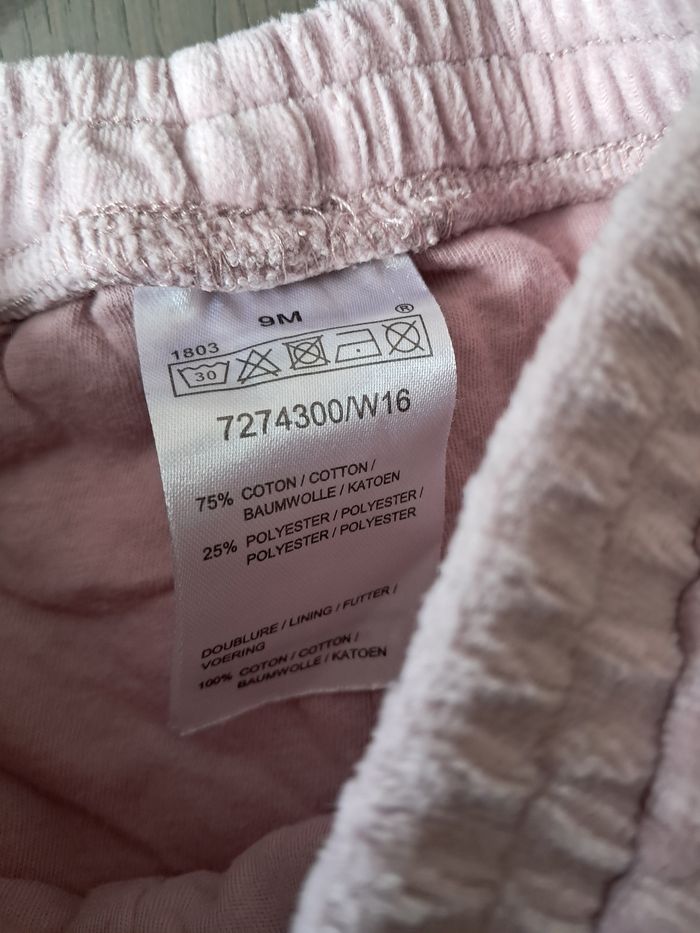 9M
®
1803
30
7274300/W16
75% COTON / COTTON /
BAUMWOLLE / KATOEN
25% POLYESTER / POLYESTER /
POLYESTER / POLYESTER
DOUBLURE / LINING / FUTTER /
VOERING
100% COTON / COTTON /
BAUMWOLLE / KATOEN